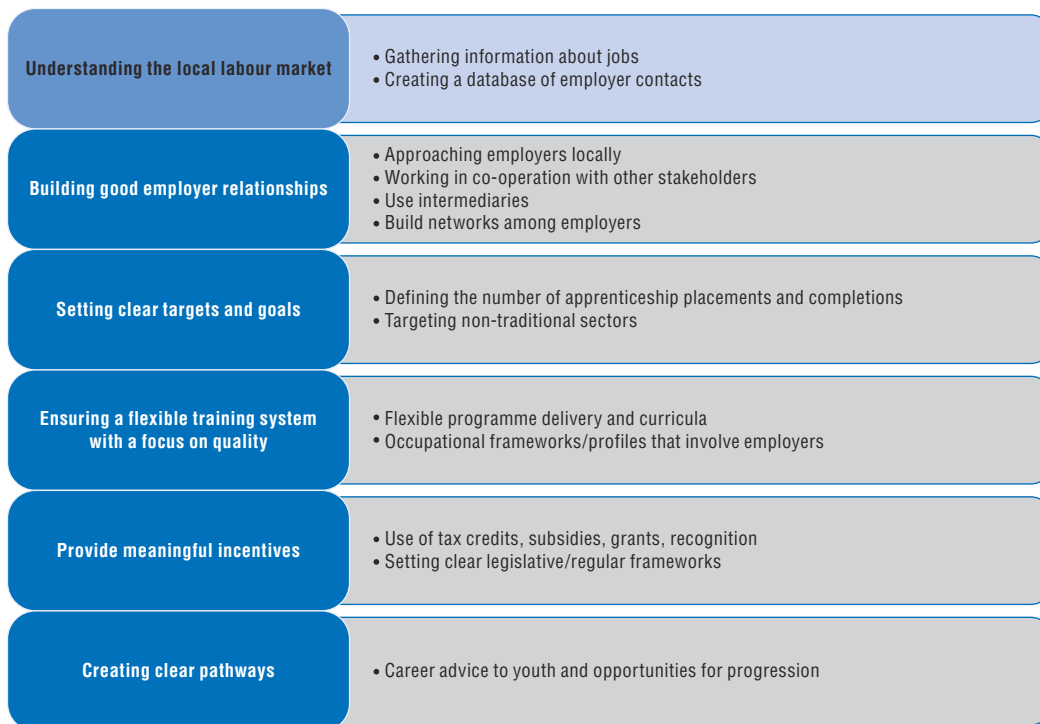 Understanding the local labour market
• Gathering information about jobs
• Creating a database of employer contacts
Building good employer relationships
• Approaching employers locally
• Working in co-operation with other stakeholders
• Use intermediaries
• Build networks among employers
Setting clear targets and goals
• Defining the number of apprenticeship placements and completions
• Targeting non-traditional sectors
Ensuring a flexible training system
with a focus on quality
• Flexible programme delivery and curricula
• Occupational frameworks/profiles that involve employers
Provide meaningful incentives
• Use of tax credits, subsidies, grants, recognition
• Setting clear legislative/regular frameworks
Creating clear pathways
• Career advice to youth and opportunities for progression